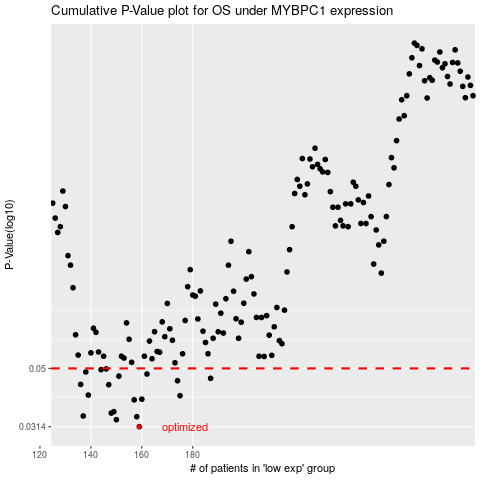 Cumulative P-Value plot for OS under MYBPC1 expression
P-Value(log10)
0.05
0.0314
optimized
120 140 160 180
# of patients in 'low exp' group